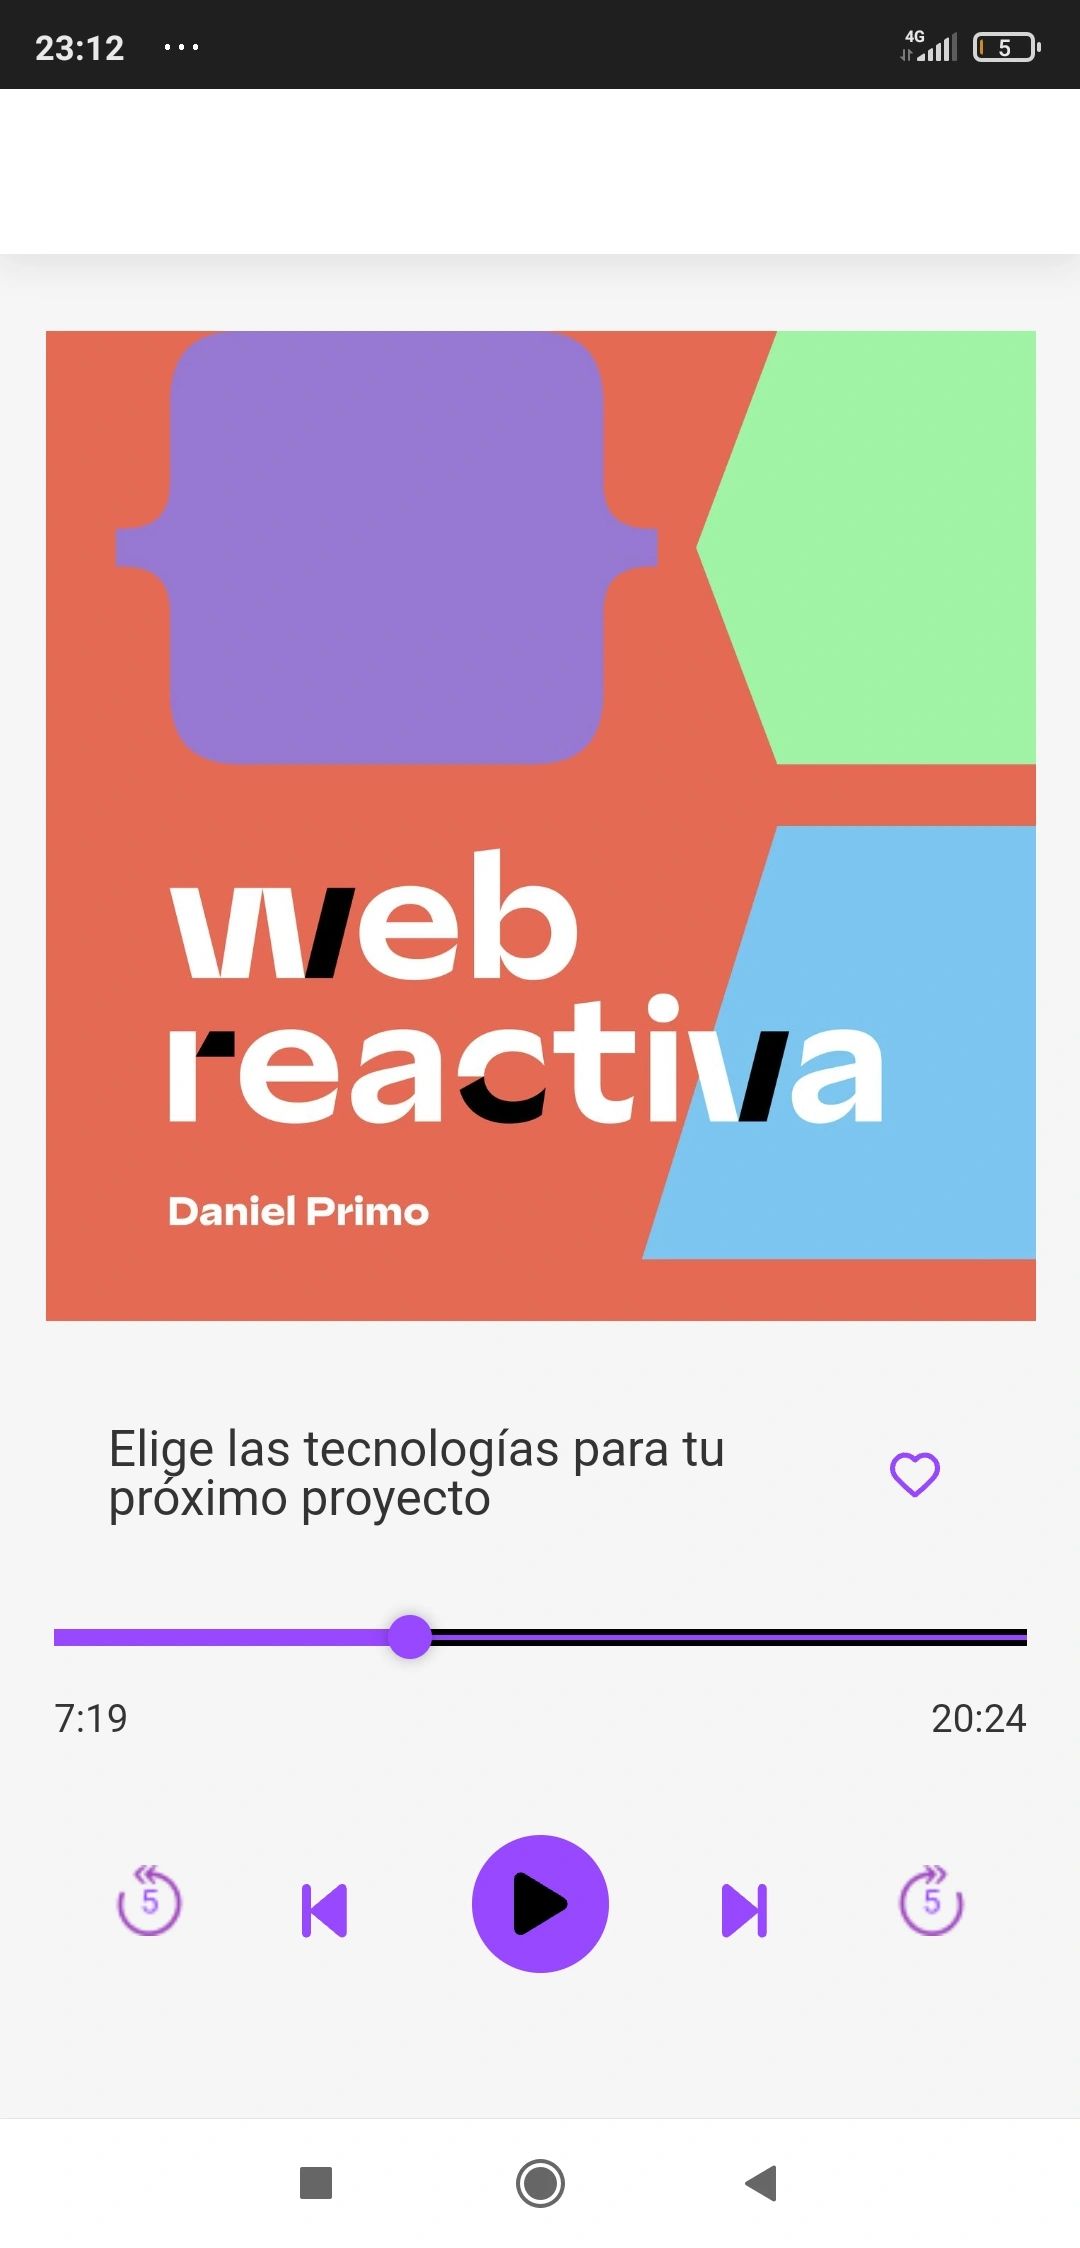 23:12 ... 4G 5
web
reactiva
Daniel Primo
Elige las tecnologías para tu
próximo proyecto
7:19 20:24
5 5